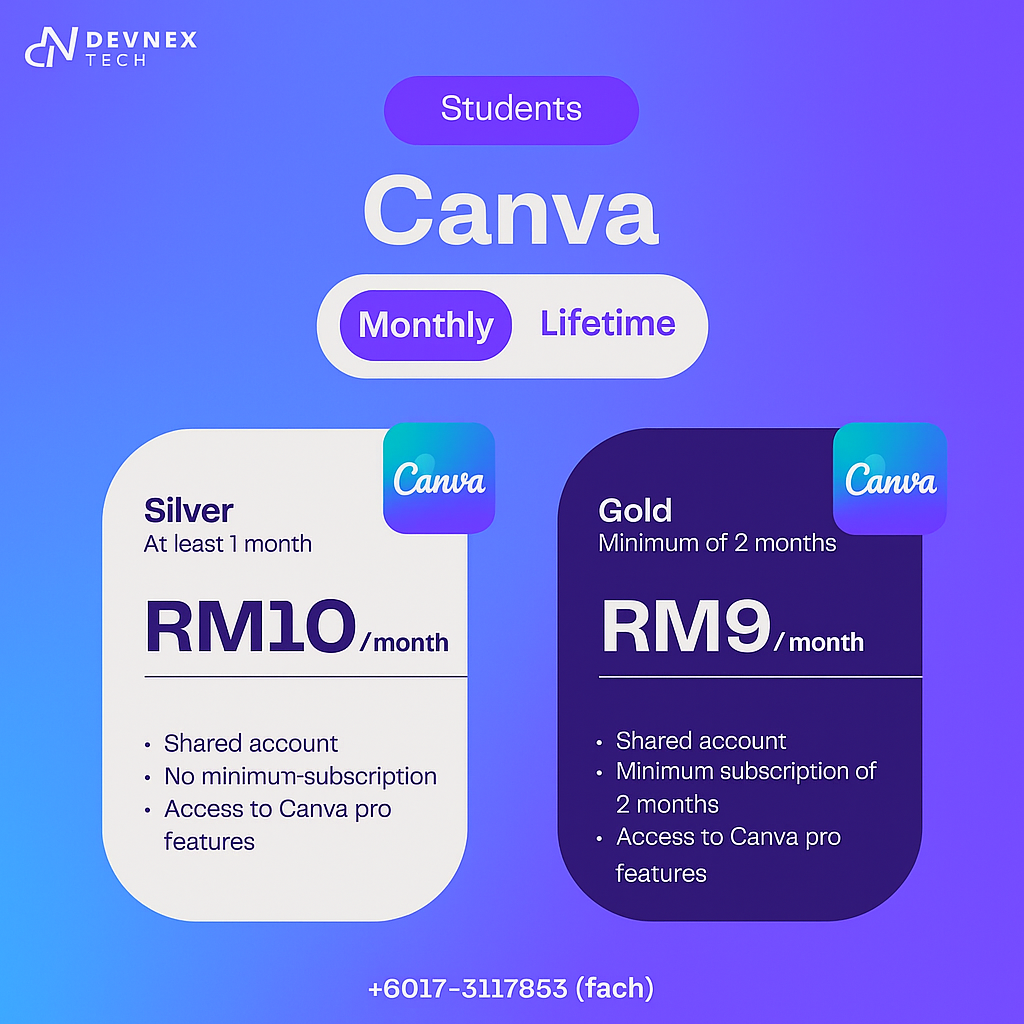 DEVNEX
TECH
Students
Canva
Monthly
Lifetime
Canva
Silver
At least 1 month
RM10/month
• Shared account
• No minimum-subscription
• Access to Canva pro
features
Canva
Gold
Minimum of 2 months
RM9/month
• Shared account
• Minimum subscription of
2 months
• Access to Canva pro
features
+6017-3117853 (fach)